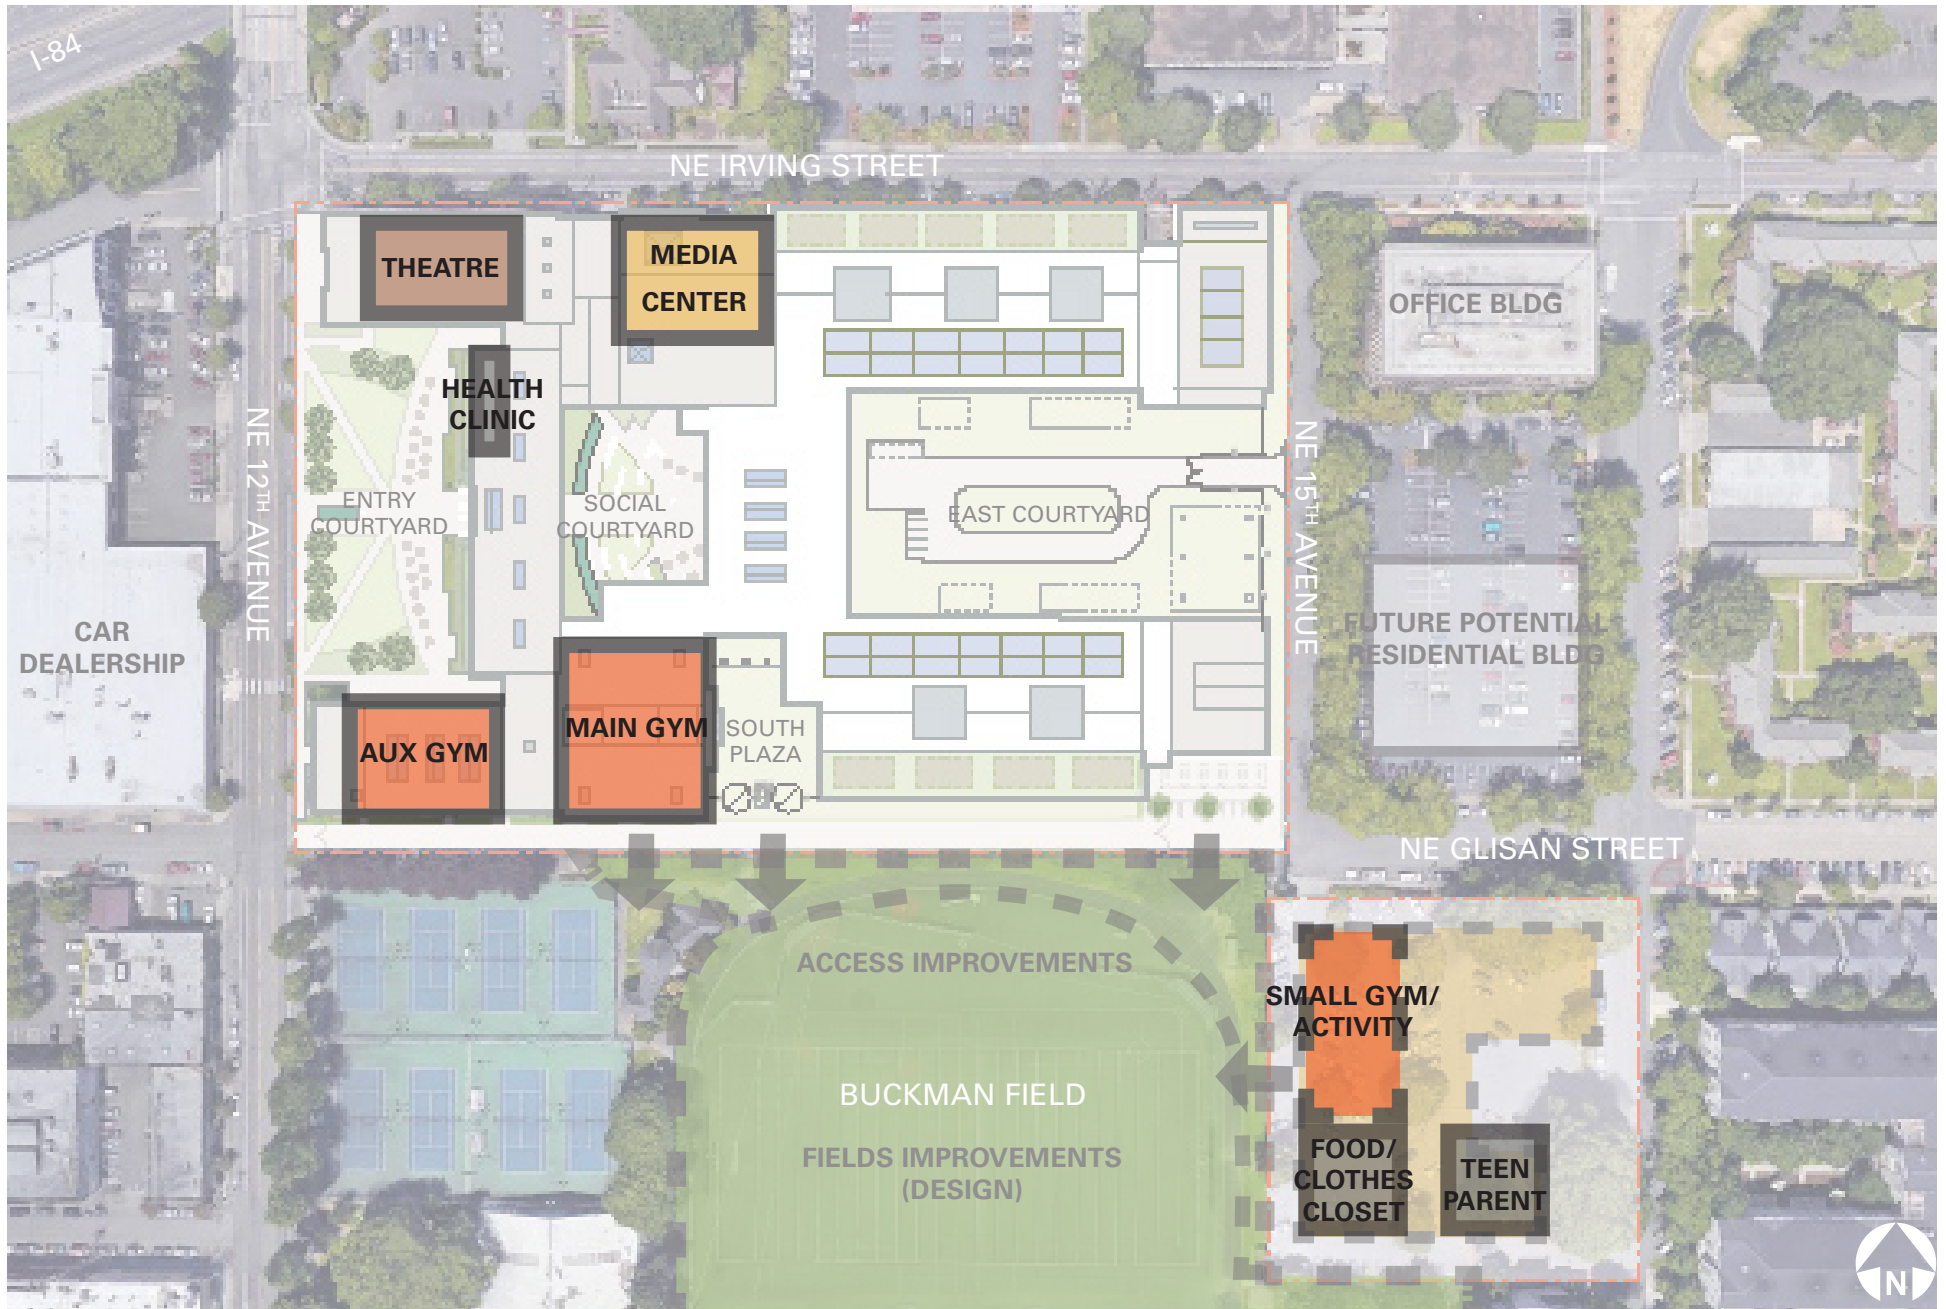 I-84
NE IRVING STREET
THEATRE
MEDIA
CENTER
OFFICE BLDG
HEALTH
CLINIC
NE 12TH AVENUE
ENTRY
COURTYARD
SOCIAL
COURTYARD
EAST COURTYARD
NE 15TH AVENUE
CAR
DEALERSHIP
FUTURE POTENTIAL
RESIDENTIAL BLDG
AUX GYM
MAIN GYM
SOUTH
PLAZA
NE GLISAN STREET
ACCESS IMPROVEMENTS
SMALL GYM/
ACTIVITY
BUCKMAN FIELD
FIELDS IMPROVEMENTS
(DESIGN)
FOOD/
CLOTHES
CLOSET
TEEN
PARENT
N